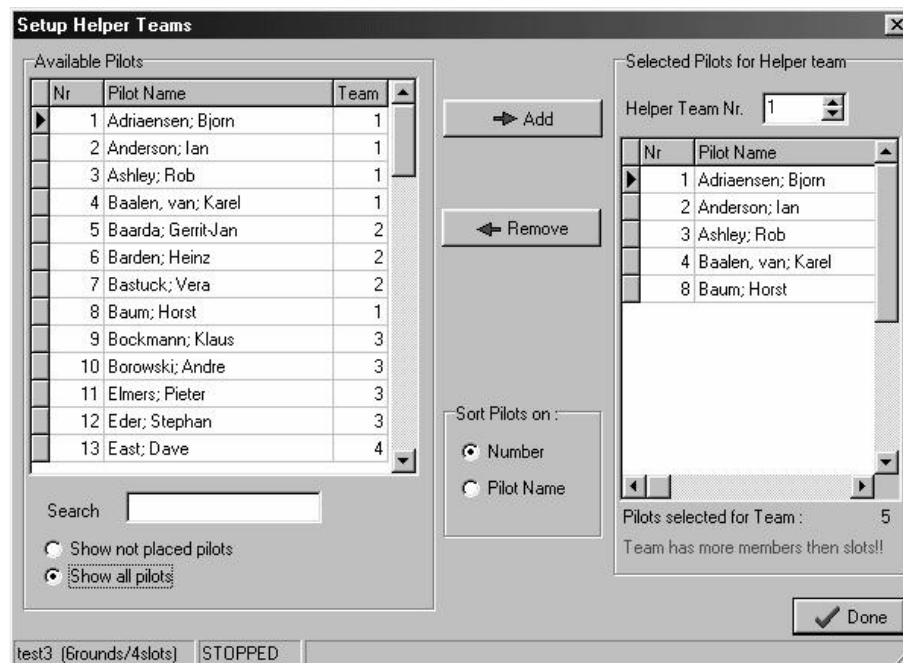 Setup Helper Teams
Available Pilots
Nr Pilot Name Team
1 Adriaensen; Bjorn 1
2 Anderson; Ian 1
3 Ashley; Rob 1
4 Baalen, van; Karel 1
5 Baarda; Gerrit-Jan 2
6 Barden; Heinz 2
7 Bastuck; Vera 2
8 Baum; Horst 1
9 Bockmann; Klaus 3
10 Borowski; Andre 3
11 Elmers; Pieter 3
12 Eder; Stephan 3
13 East; Dave 4
Search
Show not placed pilots
Show all pilots
Add
Remove
Sort Pilots on :
Number
Pilot Name
Selected Pilots for Helper team
Helper Team Nr. 1
Nr Pilot Name
1 Adriaensen; Bjorn
2 Anderson; Ian
3 Ashley; Rob
4 Baalen, van; Karel
8 Baum; Horst
Pilots selected for Team : 5
Team has more members then slots!!
Done
test3 (6rounds/4slots) STOPPED